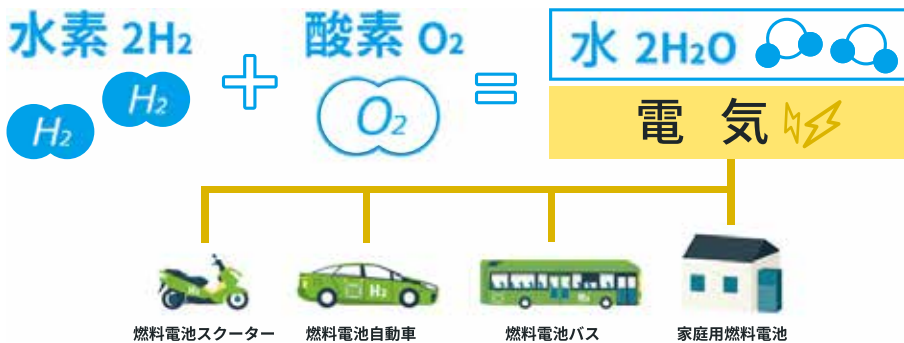 水素 2H₂ + 酸素 O₂ = 水 2H₂O
H₂
H₂
O₂
電気
H₂
H₂
燃料電池スクーター
燃料電池自動車
燃料電池バス
家庭用燃料電池